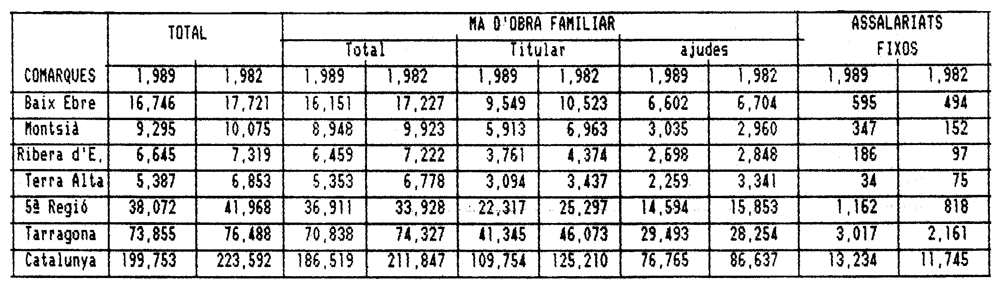 MA D'OBRA FAMILIAR ASSALARIATS
TOTAL
Total Titular ajudes FIXOS
COMARQUES 1,989 1,982 1,989 1,982 1,989 1,982 1,989 1,982 1,989 1,982
Baix Ebre 16,746 17,721 16,151 17,227 9,549 10,523 6,602 6,704 595 494
Montsià 9,295 10,075 8,948 9,923 5,913 6,963 3,035 2,960 347 152
Ribera d'E, 6,645 7,319 6,459 7,222 3,761 4,374 2,698 2,848 186 97
Terra Alta 5,387 6,853 5,353 6,778 3,094 3,437 2,259 3,341 34 75
5ª Regió 38,072 41,968 36,911 33,928 22,317 25,297 14,594 15,853 1,162 818
Tarragona 73,855 76,488 70,838 74,327 41,345 46,073 29,493 28,254 3,017 2,161
Catalunya 199,753 223,592 186,519 211,847 109,754 125,210 76,765 86,637 13,234 11,745